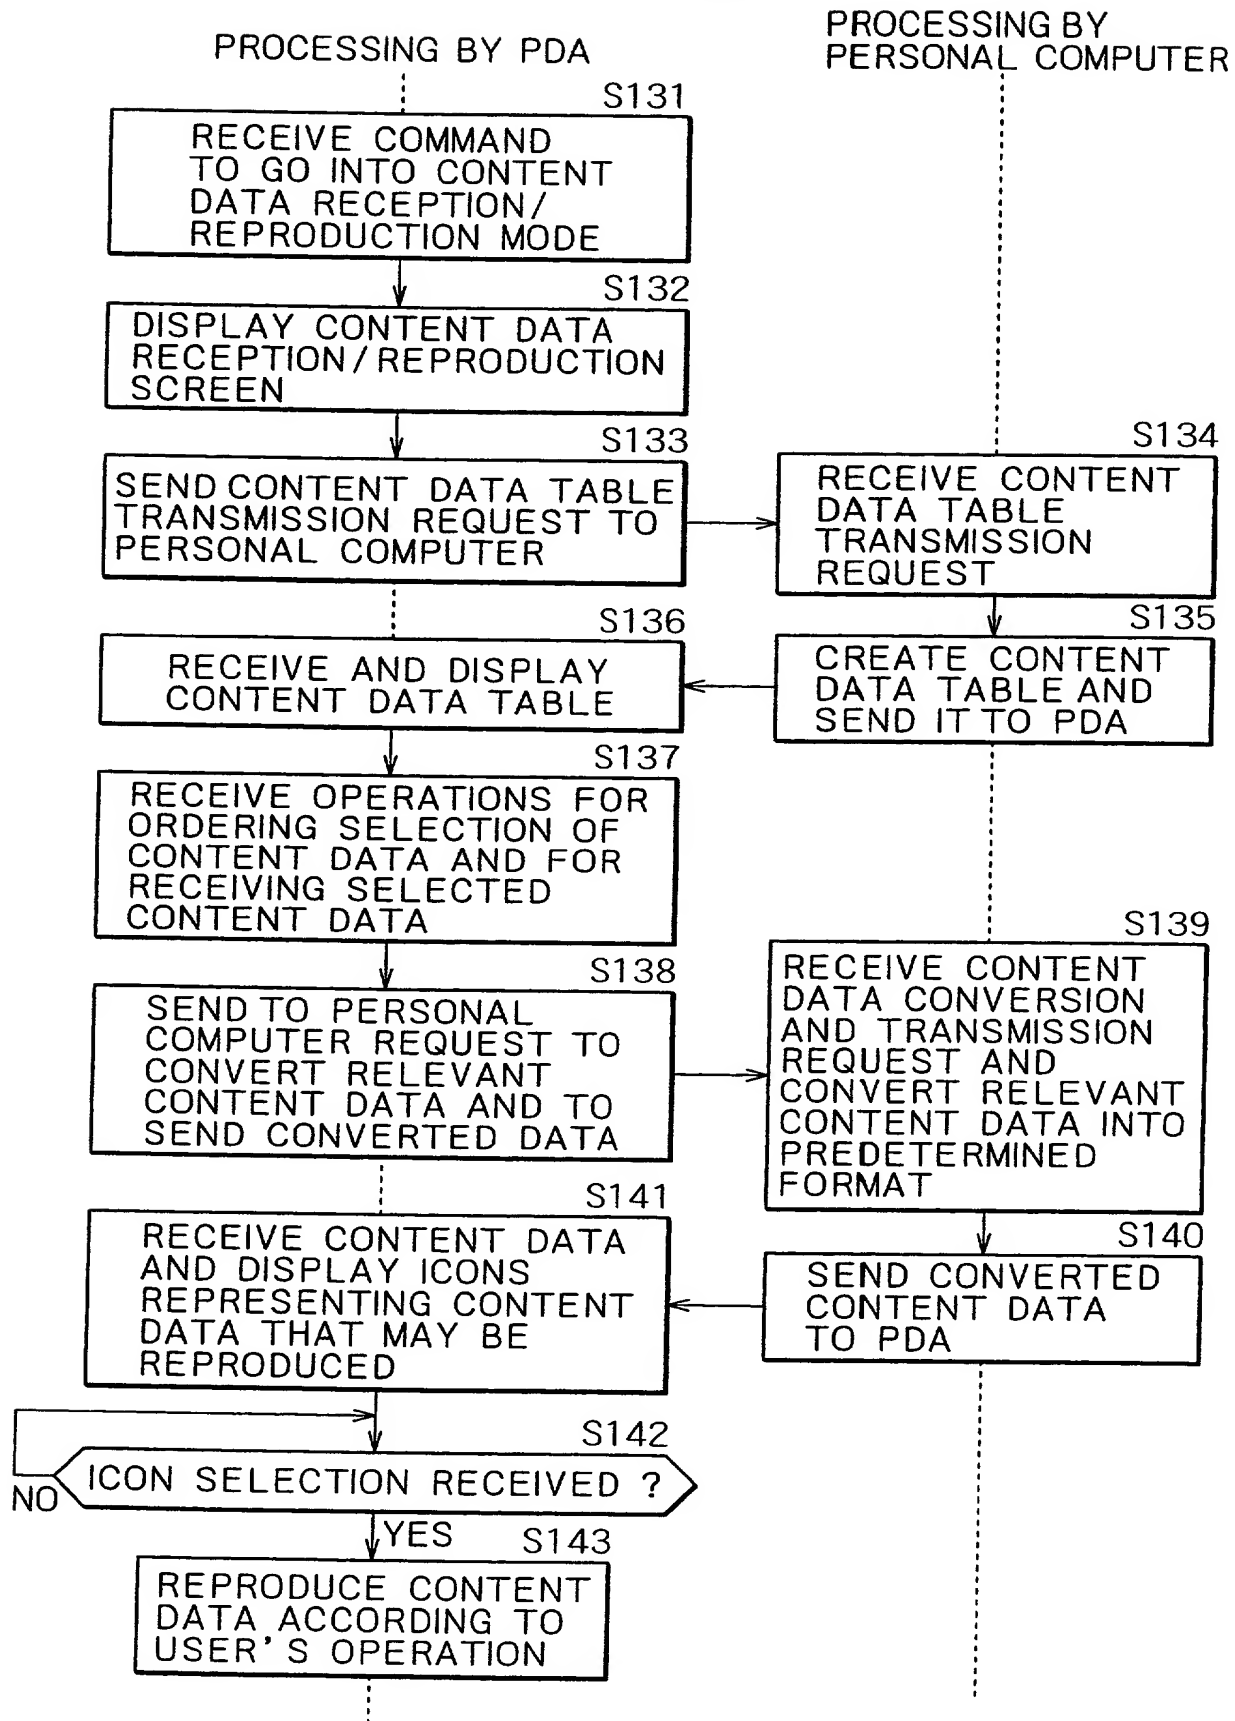 PROCESSING BY PDA
PROCESSING BY
PERSONAL COMPUTER
S131
RECEIVE COMMAND
TO GO INTO CONTENT
DATA RECEPTION/
REPRODUCTION MODE
S132
DISPLAY CONTENT DATA
RECEPTION/REPRODUCTION
SCREEN
S133
SEND CONTENT DATA TABLE
TRANSMISSION REQUEST TO
PERSONAL COMPUTER
S134
RECEIVE CONTENT
DATA TABLE
TRANSMISSION
REQUEST
S135
CREATE CONTENT
DATA TABLE AND
SEND IT TO PDA
S136
RECEIVE AND DISPLAY
CONTENT DATA TABLE
S137
RECEIVE OPERATIONS FOR
ORDERING SELECTION OF
CONTENT DATA AND FOR
RECEIVING SELECTED
CONTENT DATA
S138
SEND TO PERSONAL
COMPUTER REQUEST TO
CONVERT RELEVANT
CONTENT DATA AND TO
SEND CONVERTED DATA
S139
RECEIVE CONTENT
DATA CONVERSION
AND TRANSMISSION
REQUEST AND
CONVERT RELEVANT
CONTENT DATA INTO
PREDETERMINED
FORMAT
S140
SEND CONVERTED
CONTENT DATA
TO PDA
S141
RECEIVE CONTENT DATA
AND DISPLAY ICONS
REPRESENTING CONTENT
DATA THAT MAY BE
REPRODUCED
S142
ICON SELECTION RECEIVED ?
NO
YES
S143
REPRODUCE CONTENT
DATA ACCORDING TO
USER'S OPERATION